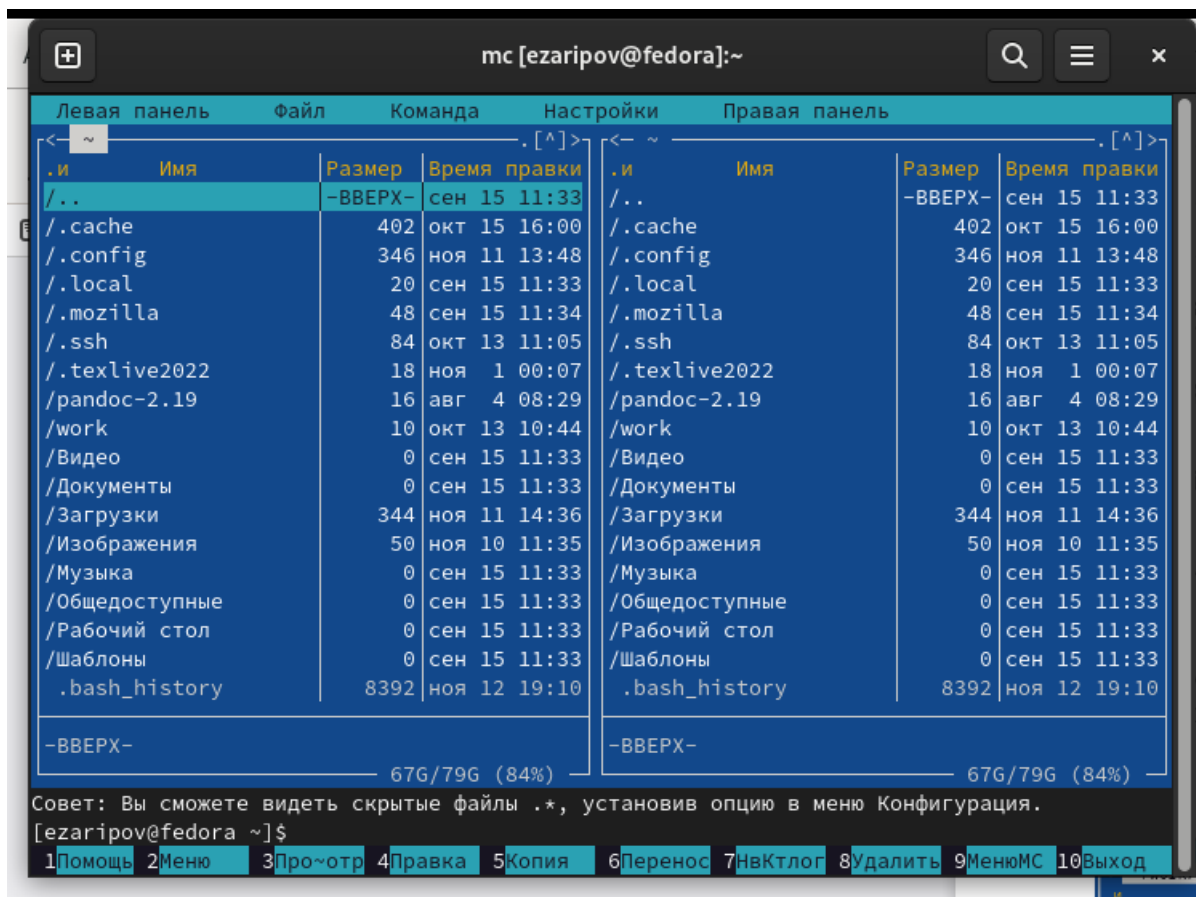 mc [ezaripov@fedora]:~
Левая панель Файл Команда Настройки Правая панель
<— ~ .[^]> <— ~ .[^]>
.и Имя Размер Время правки .и Имя Размер Время правки
/.. -ВВЕРХ- сен 15 11:33 /.. -ВВЕРХ- сен 15 11:33
/.cache 402 окт 15 16:00 /.cache 402 окт 15 16:00
/.config 346 ноя 11 13:48 /.config 346 ноя 11 13:48
/.local 20 сен 15 11:33 /.local 20 сен 15 11:33
/.mozilla 48 сен 15 11:34 /.mozilla 48 сен 15 11:34
/.ssh 84 окт 13 11:05 /.ssh 84 окт 13 11:05
/.texlive2022 18 ноя 1 00:07 /.texlive2022 18 ноя 1 00:07
/pandoc-2.19 16 авг 4 08:29 /pandoc-2.19 16 авг 4 08:29
/work 10 окт 13 10:44 /work 10 окт 13 10:44
/Видео 0 сен 15 11:33 /Видео 0 сен 15 11:33
/Документы 0 сен 15 11:33 /Документы 0 сен 15 11:33
/Загрузки 344 ноя 11 14:36 /Загрузки 344 ноя 11 14:36
/Изображения 50 ноя 10 11:35 /Изображения 50 ноя 10 11:35
/Музыка 0 сен 15 11:33 /Музыка 0 сен 15 11:33
/Общедоступные 0 сен 15 11:33 /Общедоступные 0 сен 15 11:33
/Рабочий стол 0 сен 15 11:33 /Рабочий стол 0 сен 15 11:33
/Шаблоны 0 сен 15 11:33 /Шаблоны 0 сен 15 11:33
.bash_history 8392 ноя 12 19:10 .bash_history 8392 ноя 12 19:10
-ВВЕРХ- -ВВЕРХ-
67G/79G (84%) 67G/79G (84%)
Совет: Вы сможете видеть скрытые файлы .*, установив опцию в меню Конфигурация.
[ezaripov@fedora ~]$
1Помощь 2Меню 3Про~отр 4Правка 5Копия 6Перенос 7НвКтлог 8Удалить 9МенюMC 10Выход